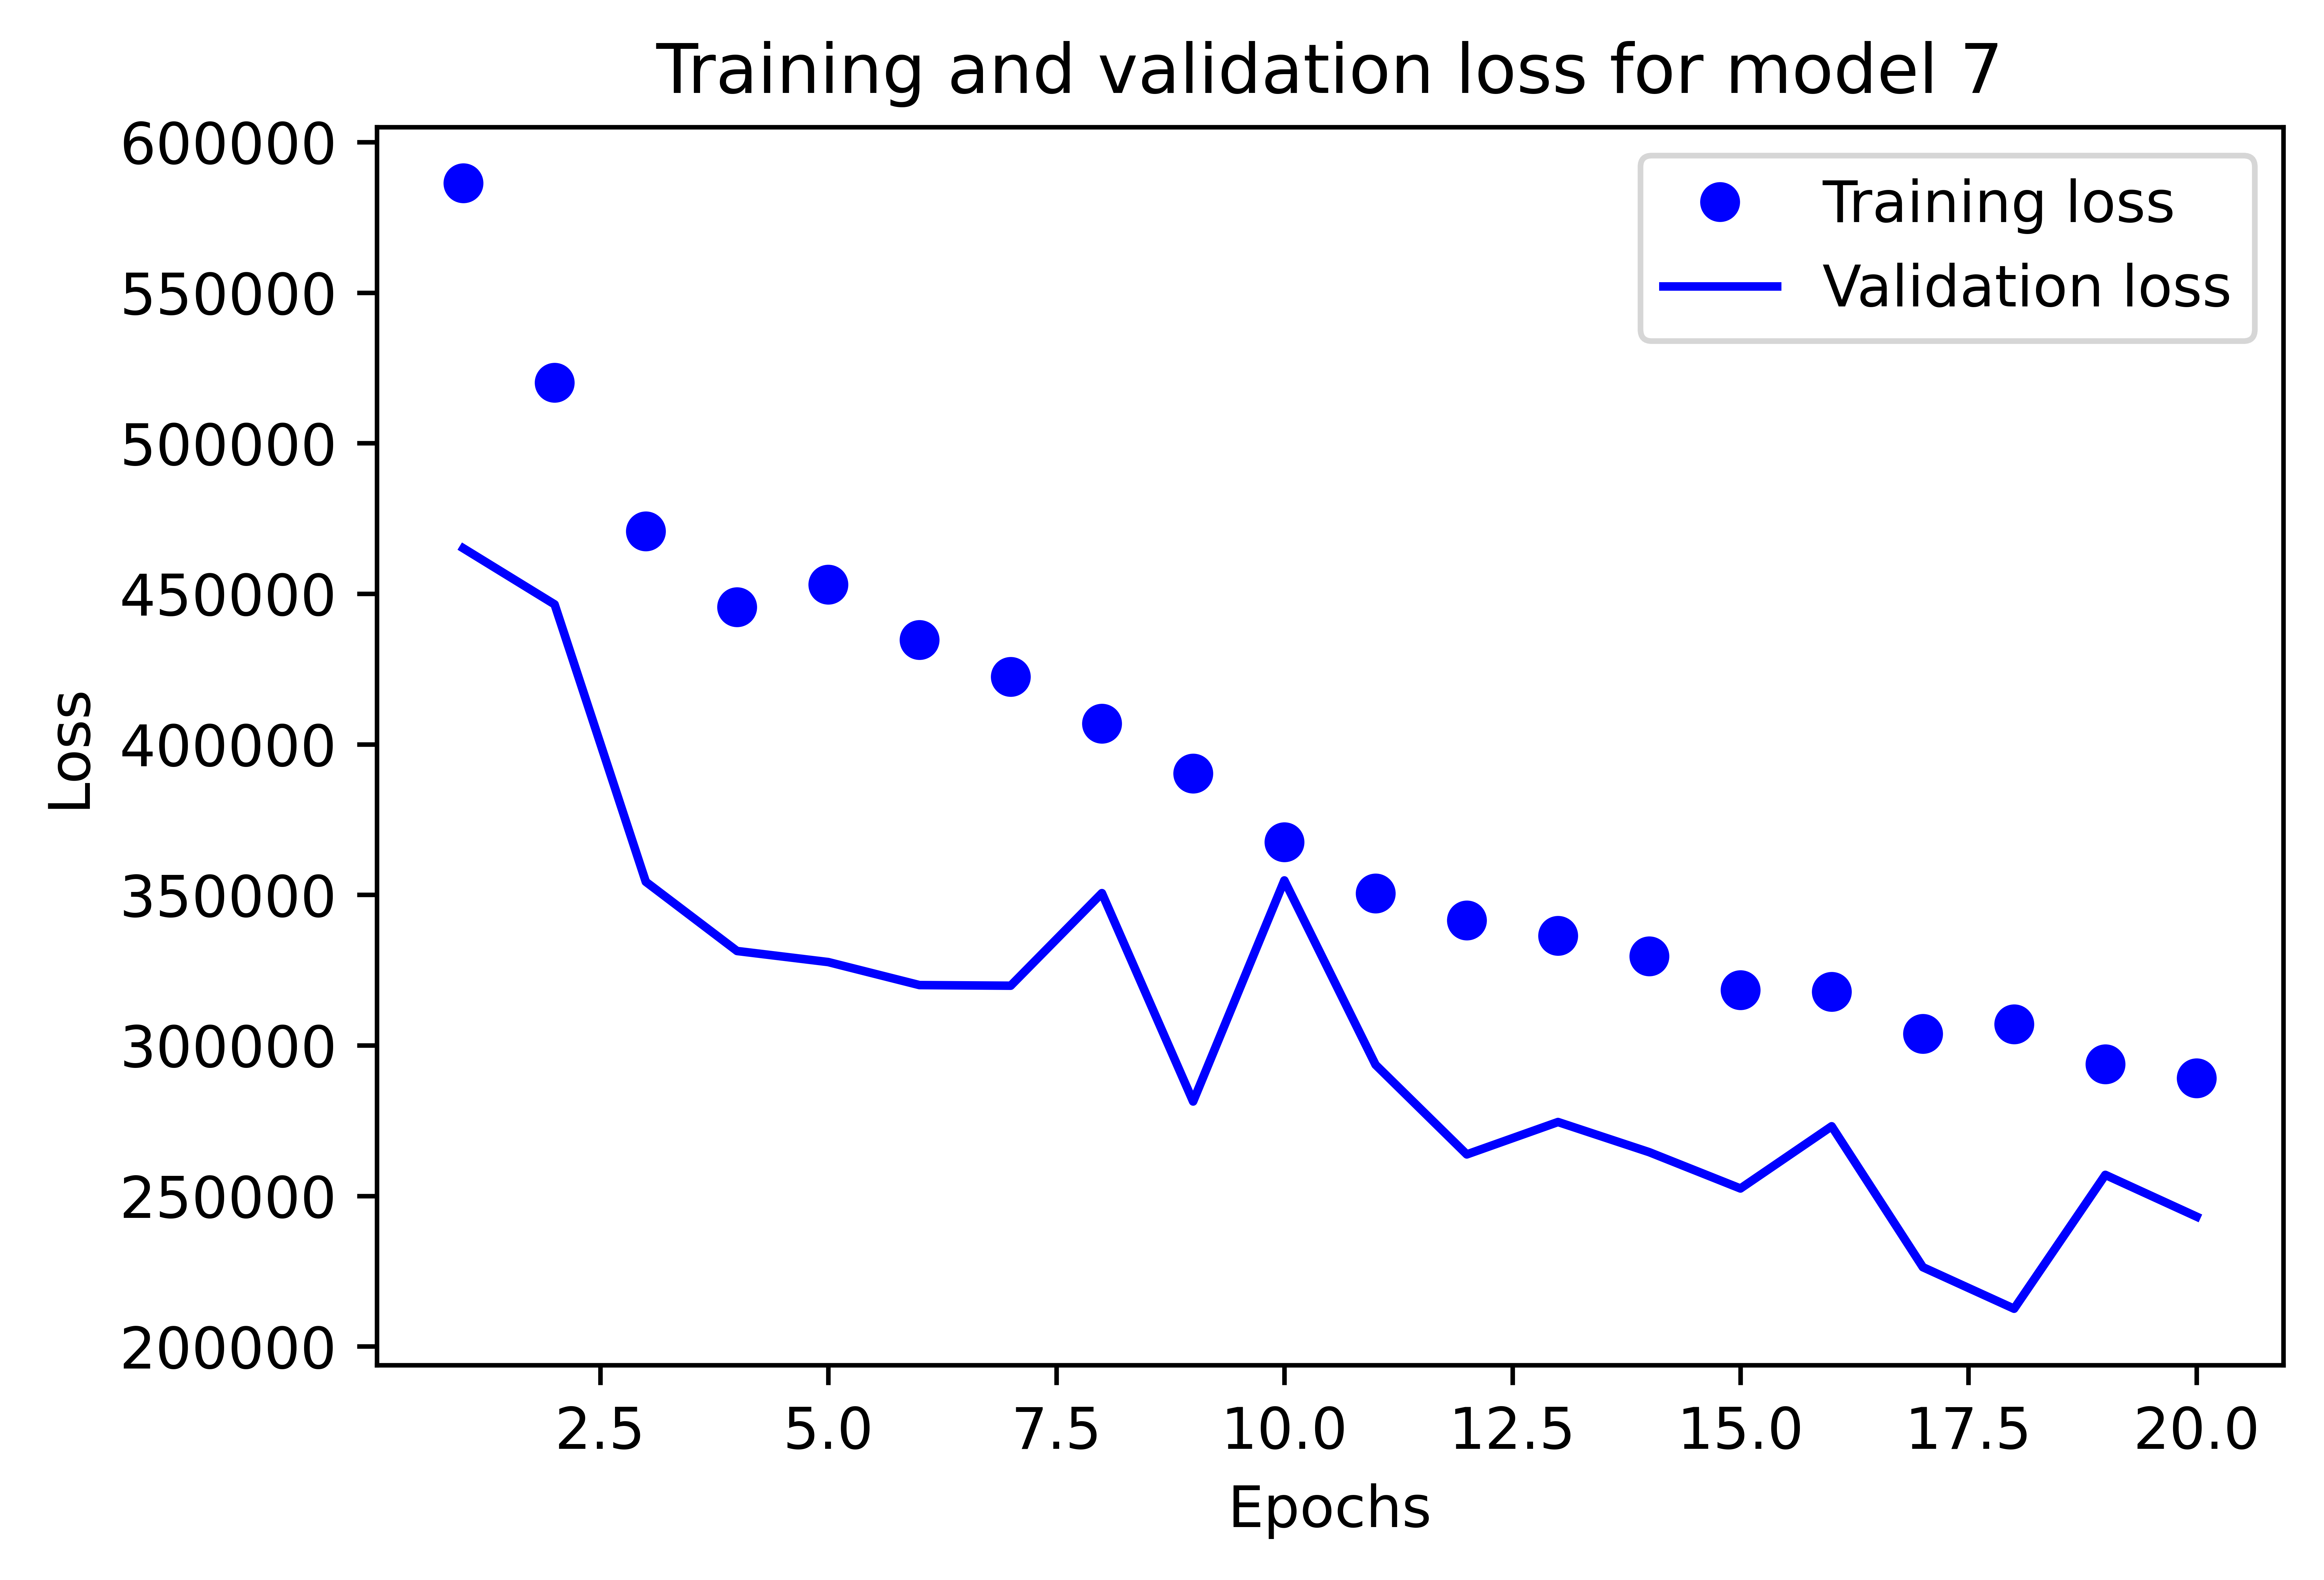 Training and validation loss for model 7
600000
550000
500000
450000
400000
350000
300000
250000
200000
Loss
Training loss
Validation loss
2.5 5.0 7.5 10.0 12.5 15.0 17.5 20.0
Epochs